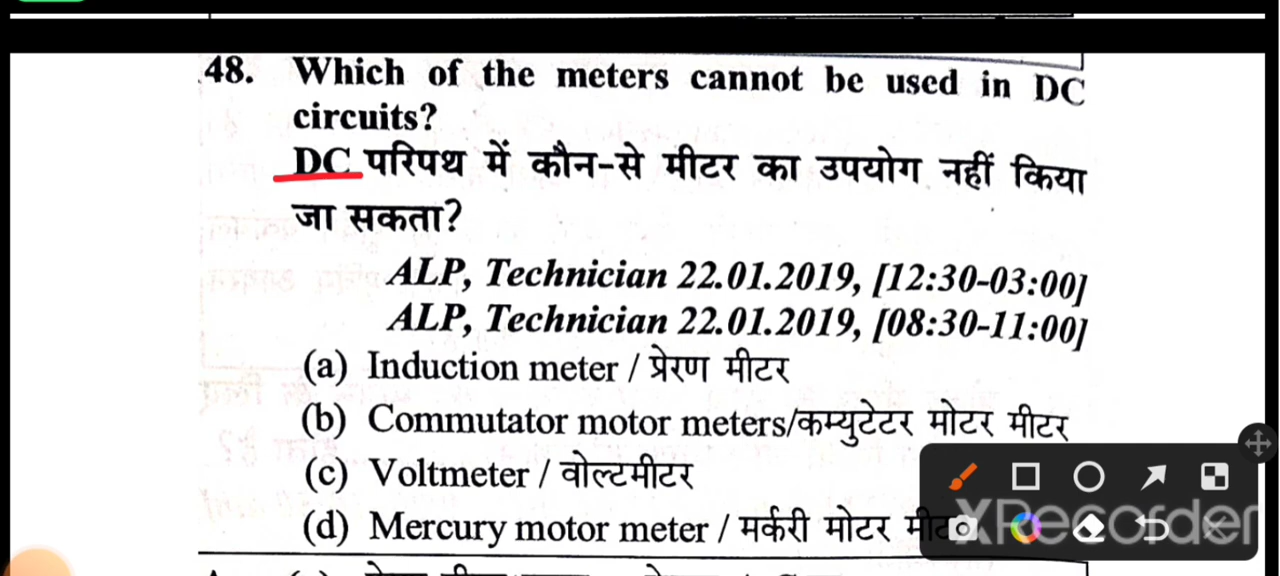 48. Which of the meters cannot be used in DC
circuits?
DC परिपथ में कौन-से मीटर का उपयोग नहीं किया
जा सकता?
ALP, Technician 22.01.2019, [12:30-03:00]
ALP, Technician 22.01.2019, [08:30-11:00]
(a) Induction meter / प्रेरण मीटर
(b) Commutator motor meters/कम्युटेटर मोटर मीटर
(c) Voltmeter / वोल्टमीटर
(d) Mercury motor meter / मर्करी मोटर
XRecorder